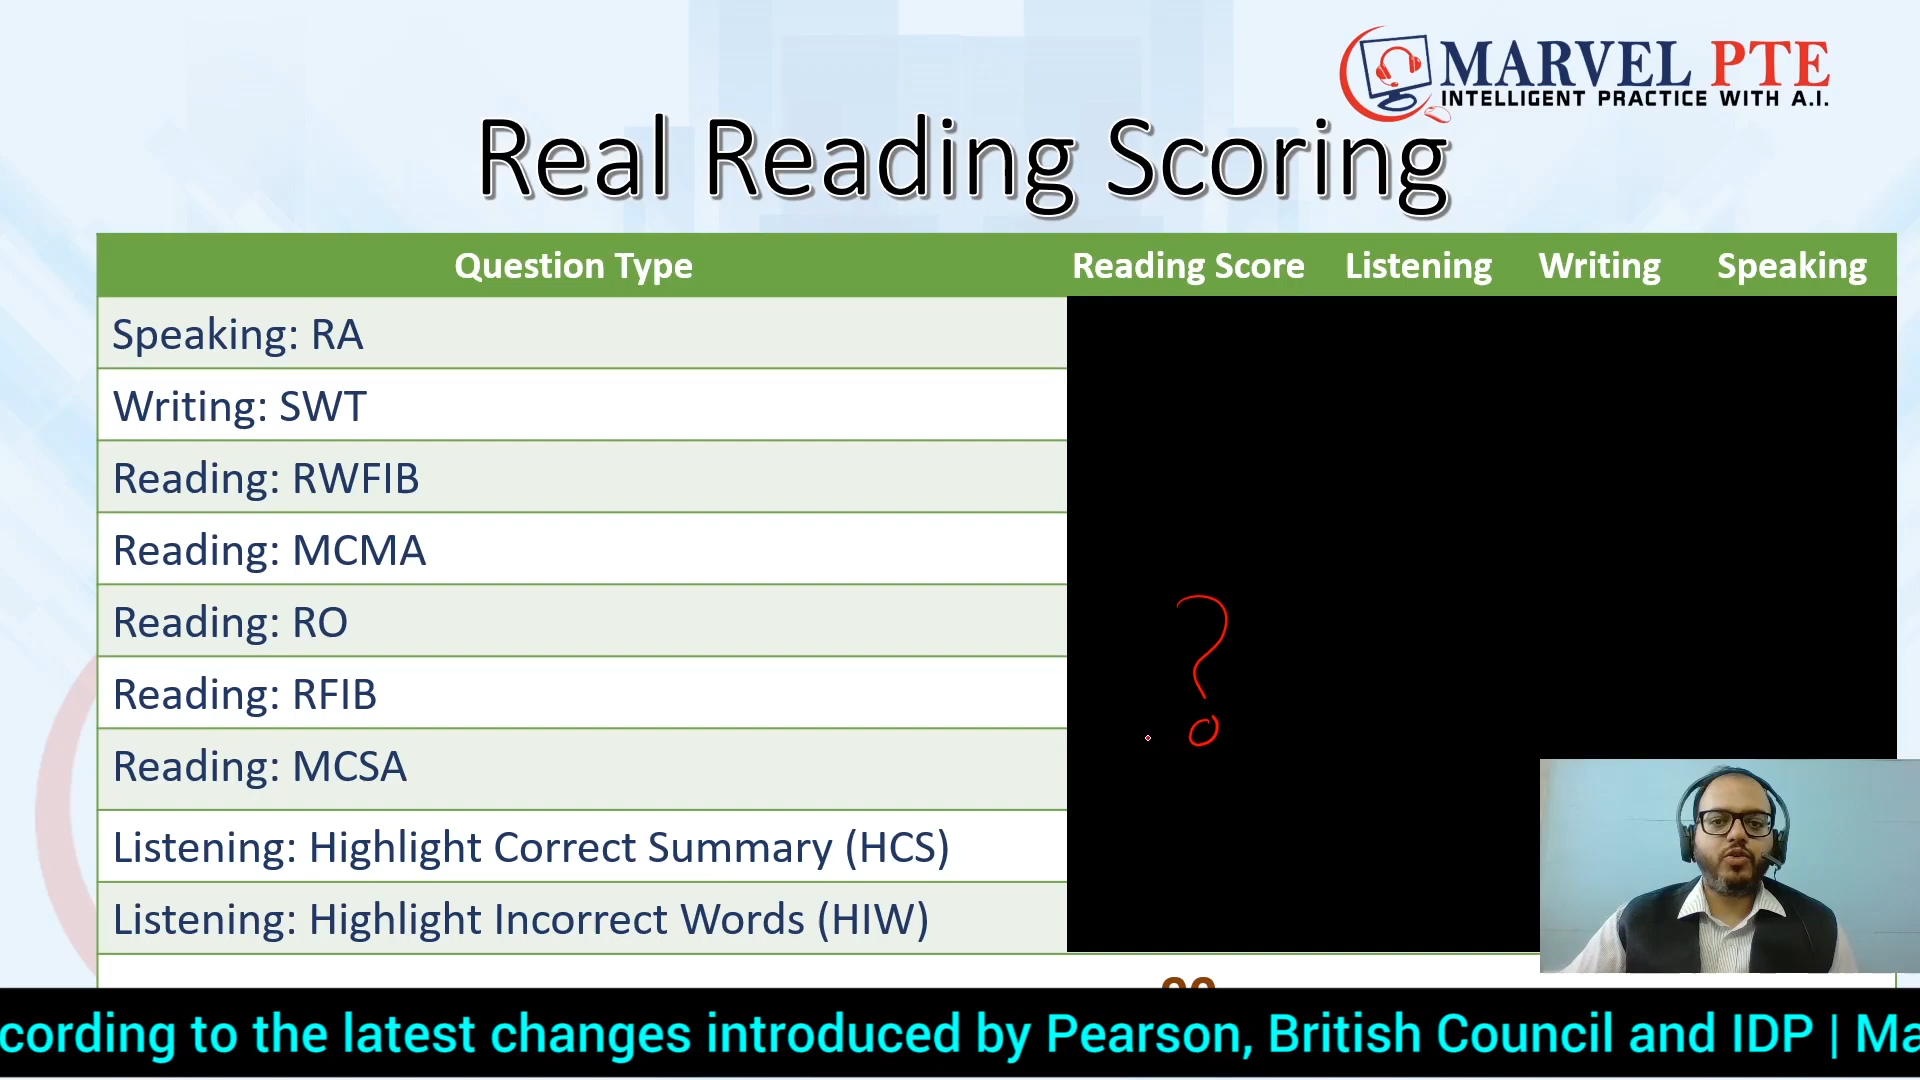 MARVEL PTE
INTELLIGENT PRACTICE WITH A.I.
Real Reading Scoring
Question Type Reading Score Listening Writing Speaking
Speaking: RA
Writing: SWT
Reading: RWFIB
Reading: MCMA
Reading: RO
?
Reading: RFIB
Reading: MCSA
Listening: Highlight Correct Summary (HCS)
Listening: Highlight Incorrect Words (HIW)
cording to the latest changes introduced by Pearson, British Council and IDP | Ma